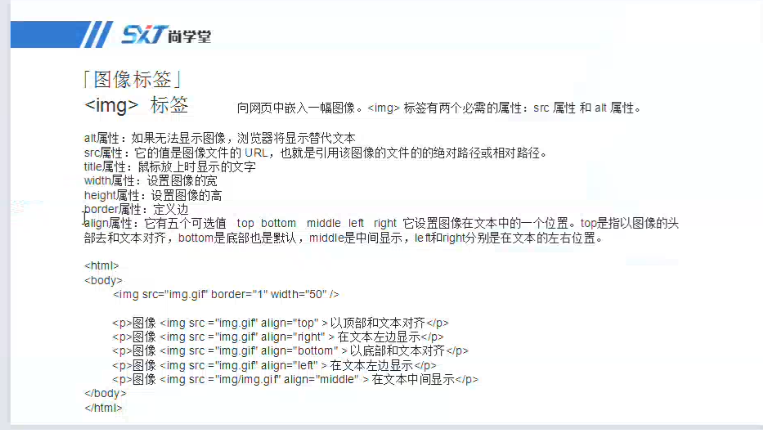 SXT尚学堂
「图像标签」
<img> 标签 向网页中嵌入一幅图像。<img> 标签有两个必需的属性：src 属性 和 alt 属性。
alt属性：如果无法显示图像，浏览器将显示替代文本
src属性：它的值是图像文件的 URL，也就是引用该图像的文件的的绝对路径或相对路径。
title属性：鼠标放上时显示的文字
width属性：设置图像的宽
height属性：设置图像的高
border属性：定义边
align属性：它有五个可选值 top bottom middle left right 它设置图像在文本中的一个位置。top是指以图像的头
部去和文本对齐，bottom是底部也是默认，middle是中间显示，left和right分别是在文本的左右位置。
<html>
<body>
<img src="img.gif" border="1" width="50" />
<p>图像 <img src ="img.gif" align="top" > 以顶部和文本对齐</p>
<p>图像 <img src ="img.gif" align="right" > 在文本左边显示</p>
<p>图像 <img src ="img.gif" align="bottom" > 以底部和文本对齐</p>
<p>图像 <img src ="img.gif" align="left" > 在文本左边显示</p>
<p>图像 <img src ="img/img.gif" align="middle" > 在文本中间显示</p>
</body>
</html>